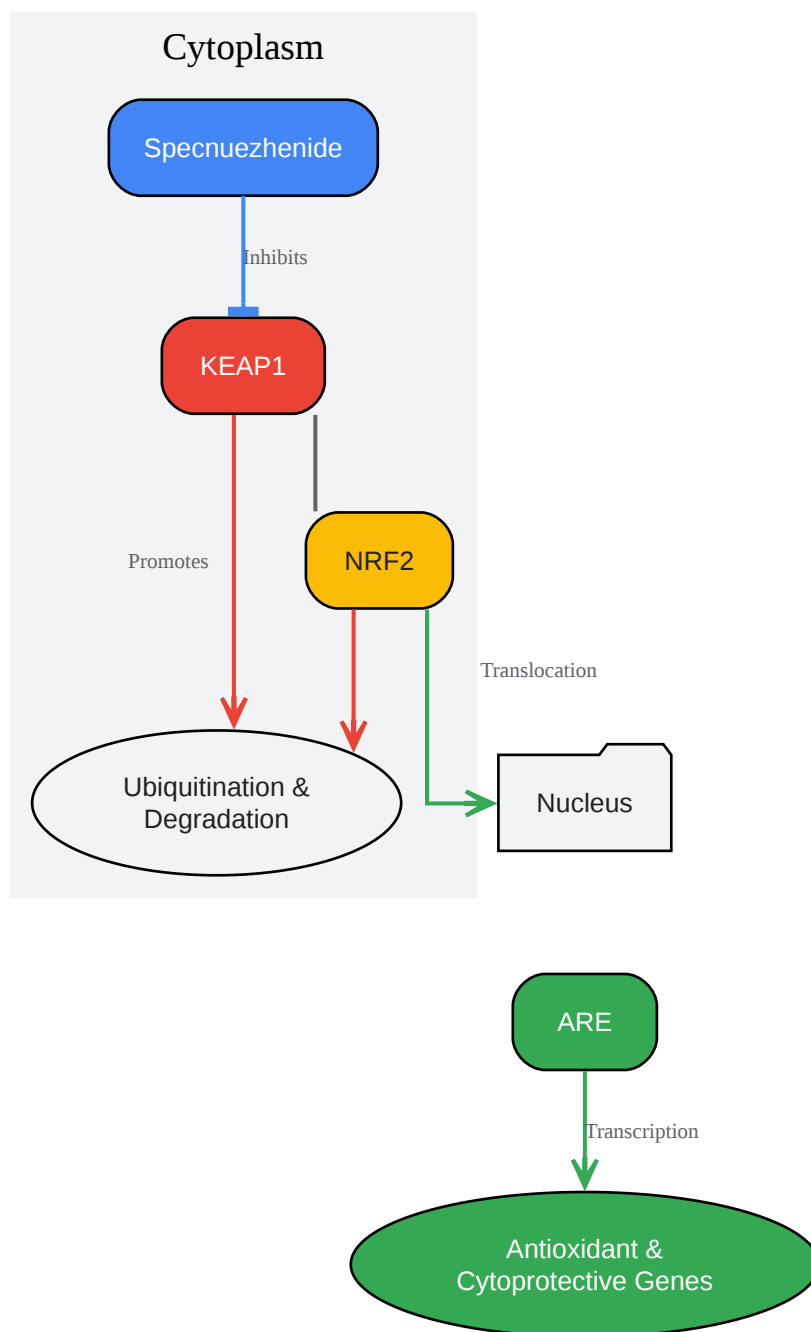 Cytoplasm
Specnuezhenide
Inhibits
KEAP1
Promotes
NRF2
Translocation
Ubiquitination &
Degradation
Nucleus
ARE
Transcription
Antioxidant &
Cytoprotective Genes